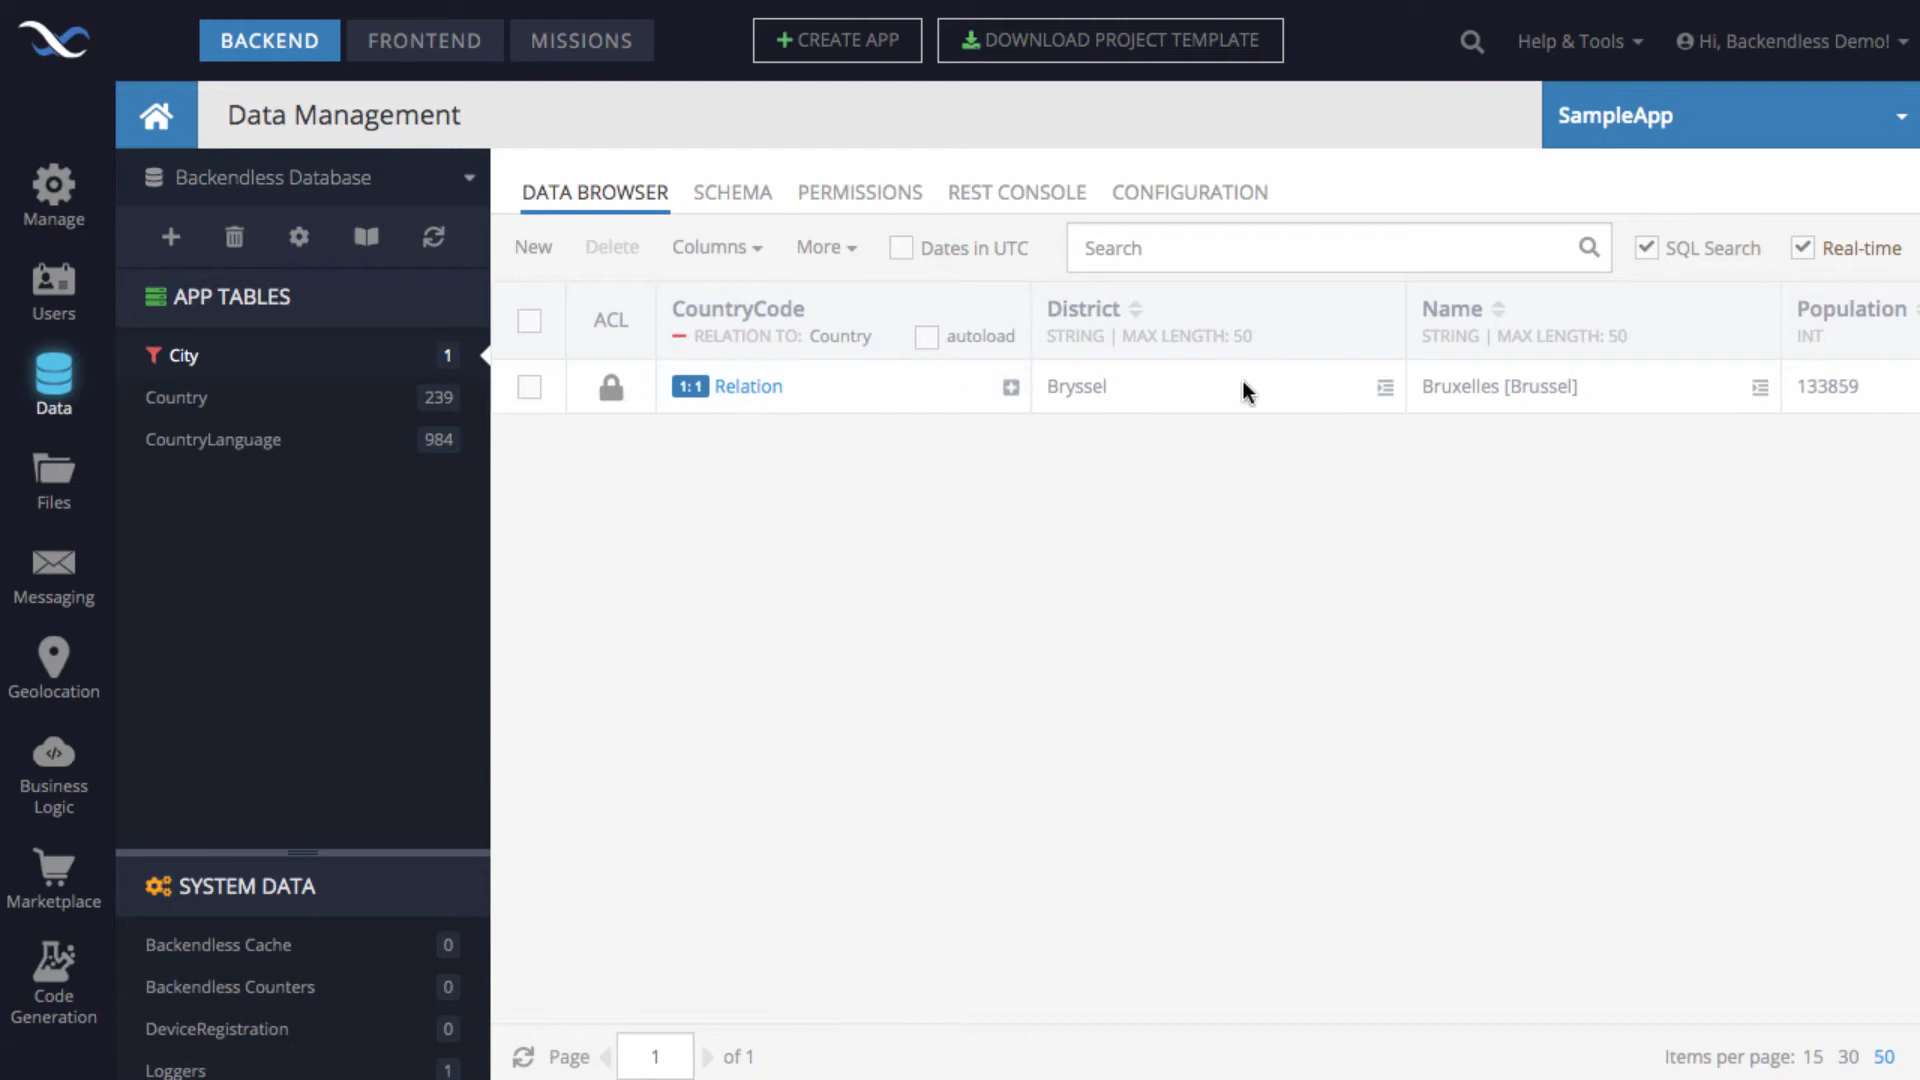 BACKEND FRONTEND MISSIONS CREATE APP DOWNLOAD PROJECT TEMPLATE Help & Tools Hi, Backendless Demo!
Data Management SampleApp
Manage
Users
Data
Files
Messaging
Geolocation
Business
Logic
Marketplace
Code
Generation
Backendless Database
APP TABLES
City 1
Country 239
CountryLanguage 984
SYSTEM DATA
Backendless Cache 0
Backendless Counters 0
DeviceRegistration 0
Loggers 1
DATA BROWSER SCHEMA PERMISSIONS REST CONSOLE CONFIGURATION
New Delete Columns More Dates in UTC Search SQL Search Real-time
ACL CountryCode District Name Population
RELATION TO: Country autoload STRING | MAX LENGTH: 50 STRING | MAX LENGTH: 50 INT
1:1 Relation Bryssel Bruxelles [Brussel] 133859
Page 1 of 1 Items per page: 15 30 50